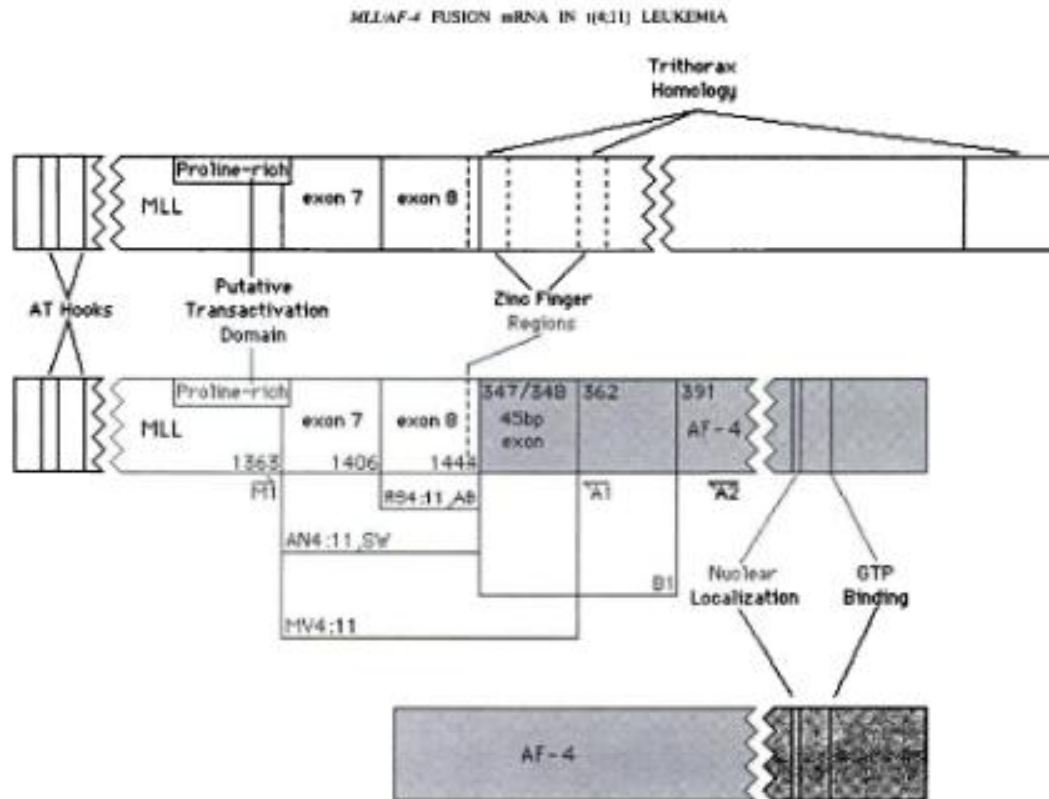 MLL/AF-4 FUSION mRNA IN t(4;11) LEUKEMIA
Trithorax
Homology
Proline-rich
MLL
exon 7
exon 8
AT Hooks
Putative
Transactivation
Domain
Zinc Finger
Regions
Proline-rich
MLL
exon 7
exon 8
347/348
45bp
exon
362
391
AF-4
1363
1406
1444
M1
RS4:11,AB
A1
A2
AN4:11,SW
B1
MV4:11
Nuclear
Localization
GTP
Binding
AF-4